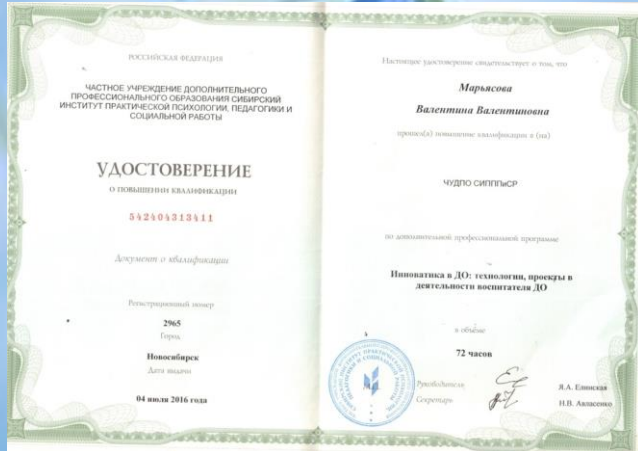 РОССИЙСКАЯ ФЕДЕРАЦИЯ
ЧАСТНОЕ УЧРЕЖДЕНИЕ ДОПОЛНИТЕЛЬНОГО
ПРОФЕССИОНАЛЬНОГО ОБРАЗОВАНИЯ СИБИРСКИЙ
ИНСТИТУТ ПРАКТИЧЕСКОЙ ПСИХОЛОГИИ, ПЕДАГОГИКИ И
СОЦИАЛЬНОЙ РАБОТЫ
УДОСТОВЕРЕНИЕ
О ПОВЫШЕНИИ КВАЛИФИКАЦИИ
542404313411
Документ о квалификации
Регистрационный номер
2965
Город
Новосибирск
Дата выдачи
04 июля 2016 года
Настоящее удостоверение свидетельствует о том, что
Марьясова
Валентина Валентиновна
прошел(а) повышение квалификации в (на)
ЧУДПО СИПППиСР
по дополнительной профессиональной программе
Инноватика в ДО: технологии, проекты в
деятельности воспитателя ДО
в объёме
72 часов
Руководитель
Я.А. Елинская
Секретарь
Н.В. Авласенко